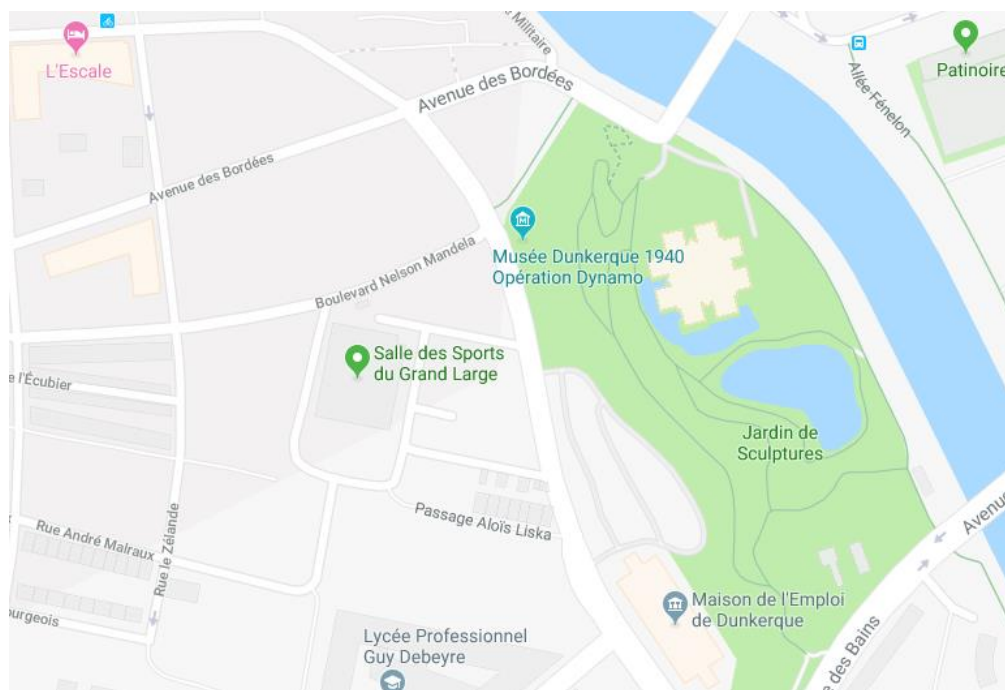 e Militaire
L'Escale
Patinoire
Avenue des Bordées
Allée Fénelon
Avenue des Bordées
Musée Dunkerque 1940
Opération Dynamo
Boulevard Nelson Mandela
Salle des Sports
du Grand Large
e l'Écubier
Jardin de
Sculptures
Avenue
Passage Aloïs Liska
Rue André Malraux
Rue le Zélande
ourgeois
Maison de l'Emploi
de Dunkerque
e des Bains
Lycée Professionnel
Guy Debeyre